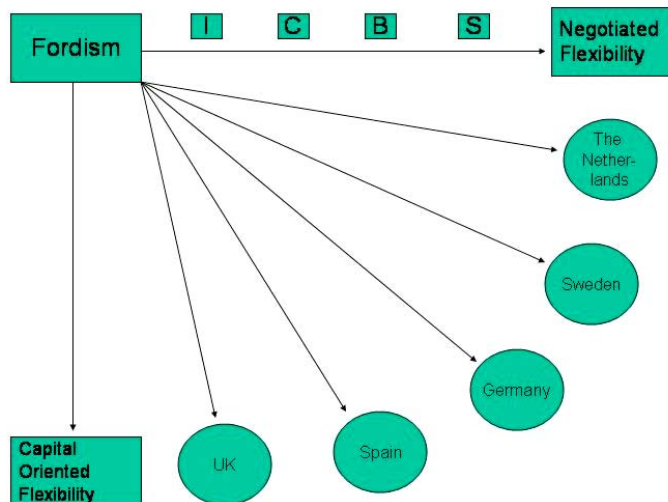 Fordism
I
C
B
S
Negotiated
Flexibility
The
Nether-
lands
Sweden
Germany
Spain
UK
Capital
Oriented
Flexibility